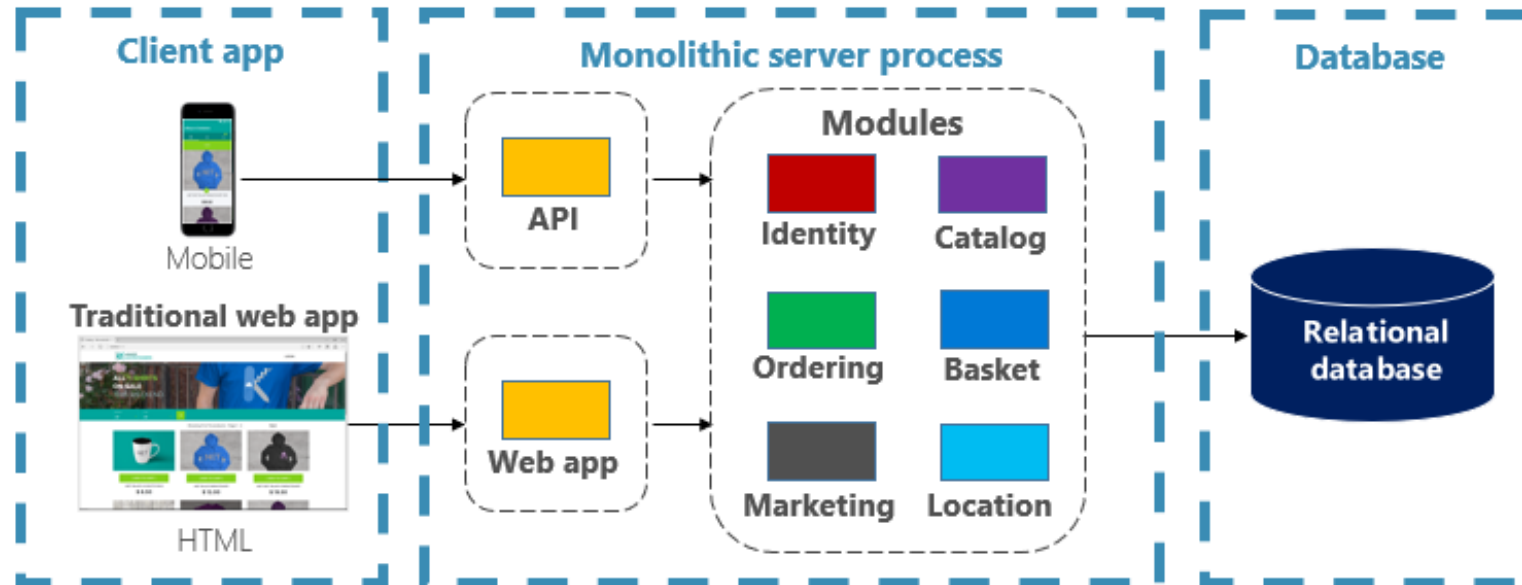 Client app
Mobile
Traditional web app
HTML
Monolithic server process
API
Web app
Modules
Identity
Catalog
Ordering
Basket
Marketing
Location
Database
Relational
database